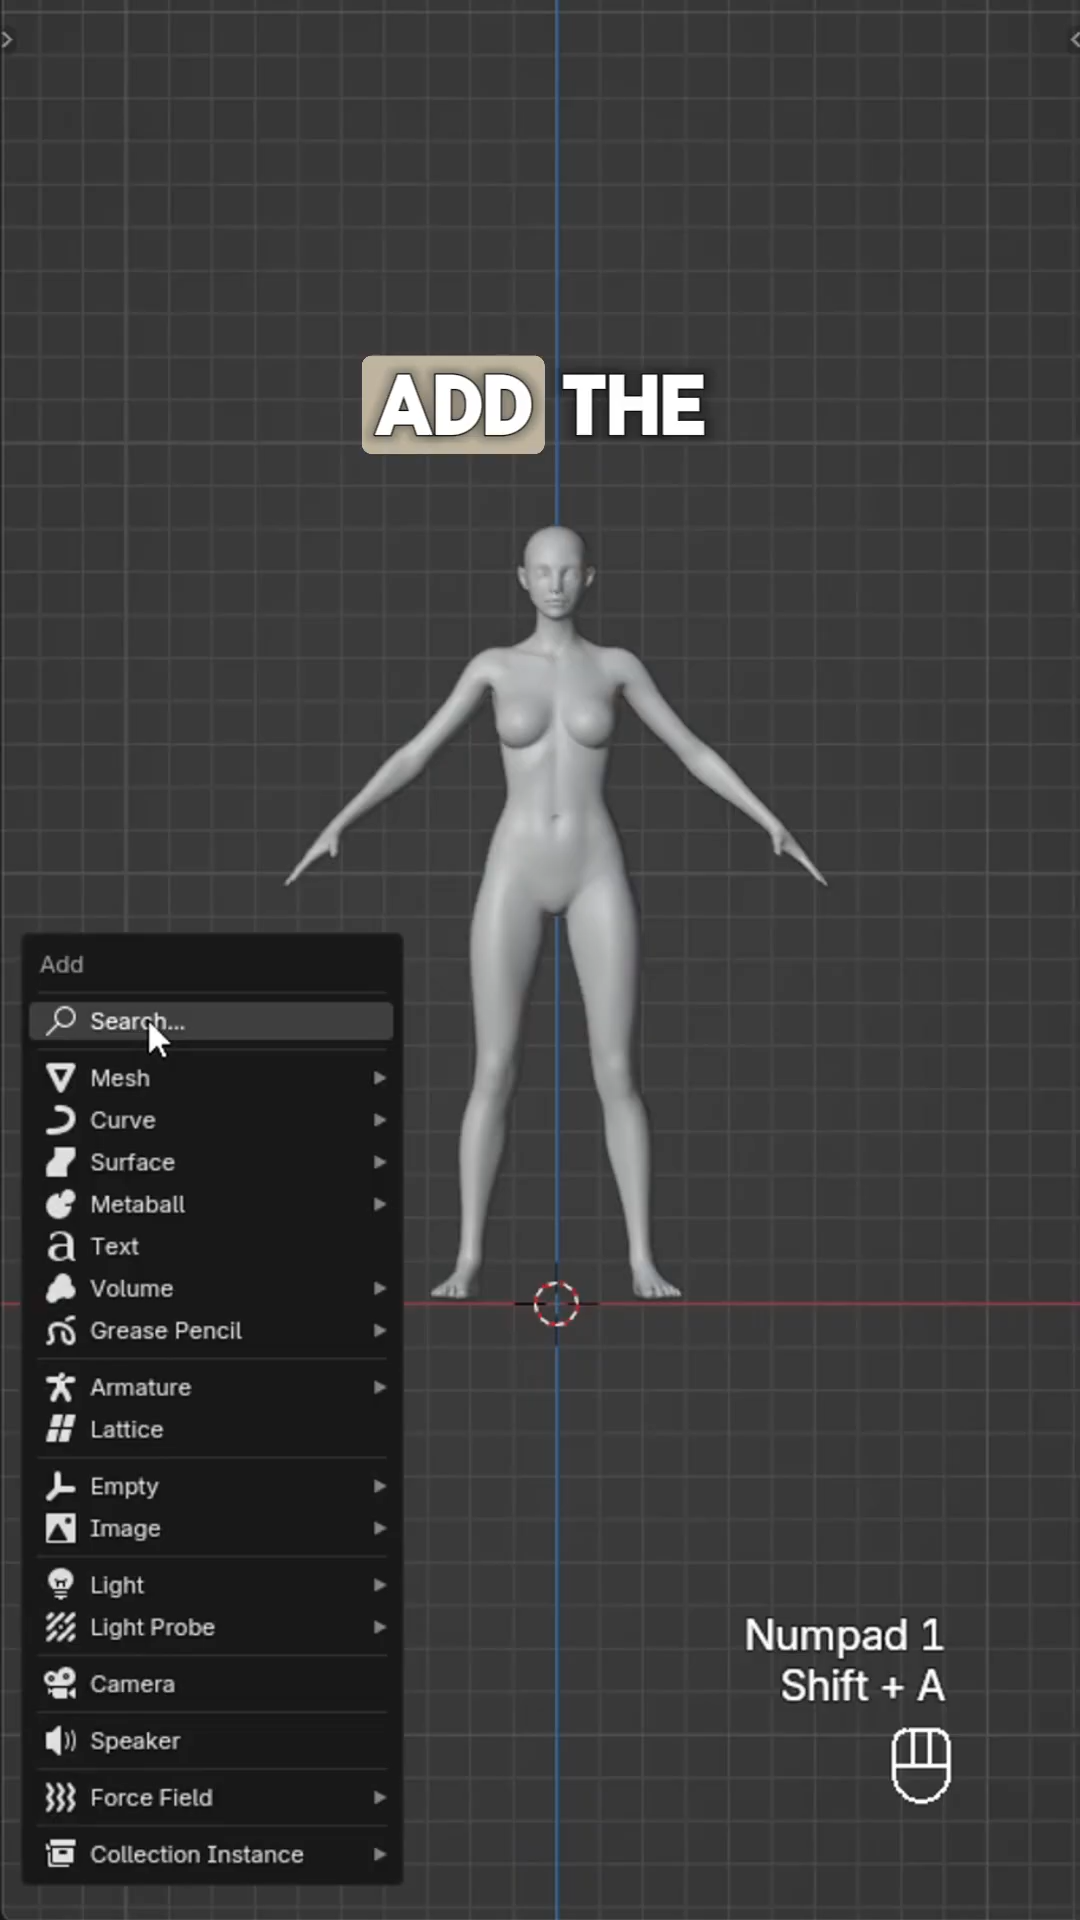 ADD THE
Add
Search...
Mesh
Curve
Surface
Metaball
Text
Volume
Grease Pencil
Armature
Lattice
Empty
Image
Light
Light Probe
Camera
Speaker
Force Field
Collection Instance
Numpad 1
Shift + A